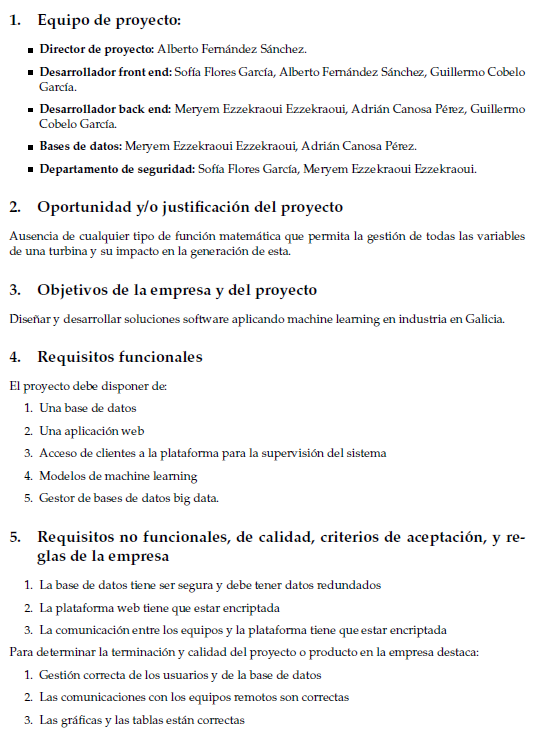 1. Equipo de proyecto:
▪ Director de proyecto: Alberto Fernández Sánchez.
▪ Desarrollador front end: Sofía Flores García, Alberto Fernández Sánchez, Guillermo Cobelo
García.
▪ Desarrollador back end: Meryem Ezzekraoui Ezzekraoui, Adrián Canosa Pérez, Guillermo
Cobelo García.
▪ Bases de datos: Meryem Ezzekraoui Ezzekraoui, Adrián Canosa Pérez.
▪ Departamento de seguridad: Sofía Flores García, Meryem Ezzekraoui Ezzekraoui.
2. Oportunidad y/o justificación del proyecto
Ausencia de cualquier tipo de función matemática que permita la gestión de todas las variables
de una turbina y su impacto en la generación de esta.
3. Objetivos de la empresa y del proyecto
Diseñar y desarrollar soluciones software aplicando machine learning en industria en Galicia.
4. Requisitos funcionales
El proyecto debe disponer de:
1. Una base de datos
2. Una aplicación web
3. Acceso de clientes a la plataforma para la supervisión del sistema
4. Modelos de machine learning
5. Gestor de bases de datos big data.
5. Requisitos no funcionales, de calidad, criterios de aceptación, y re-
glas de la empresa
1. La base de datos tiene ser segura y debe tener datos redundados
2. La plataforma web tiene que estar encriptada
3. La comunicación entre los equipos y la plataforma tiene que estar encriptada
Para determinar la terminación y calidad del proyecto o producto en la empresa destaca:
1. Gestión correcta de los usuarios y de la base de datos
2. Las comunicaciones con los equipos remotos son correctas
3. Las gráficas y las tablas están correctas